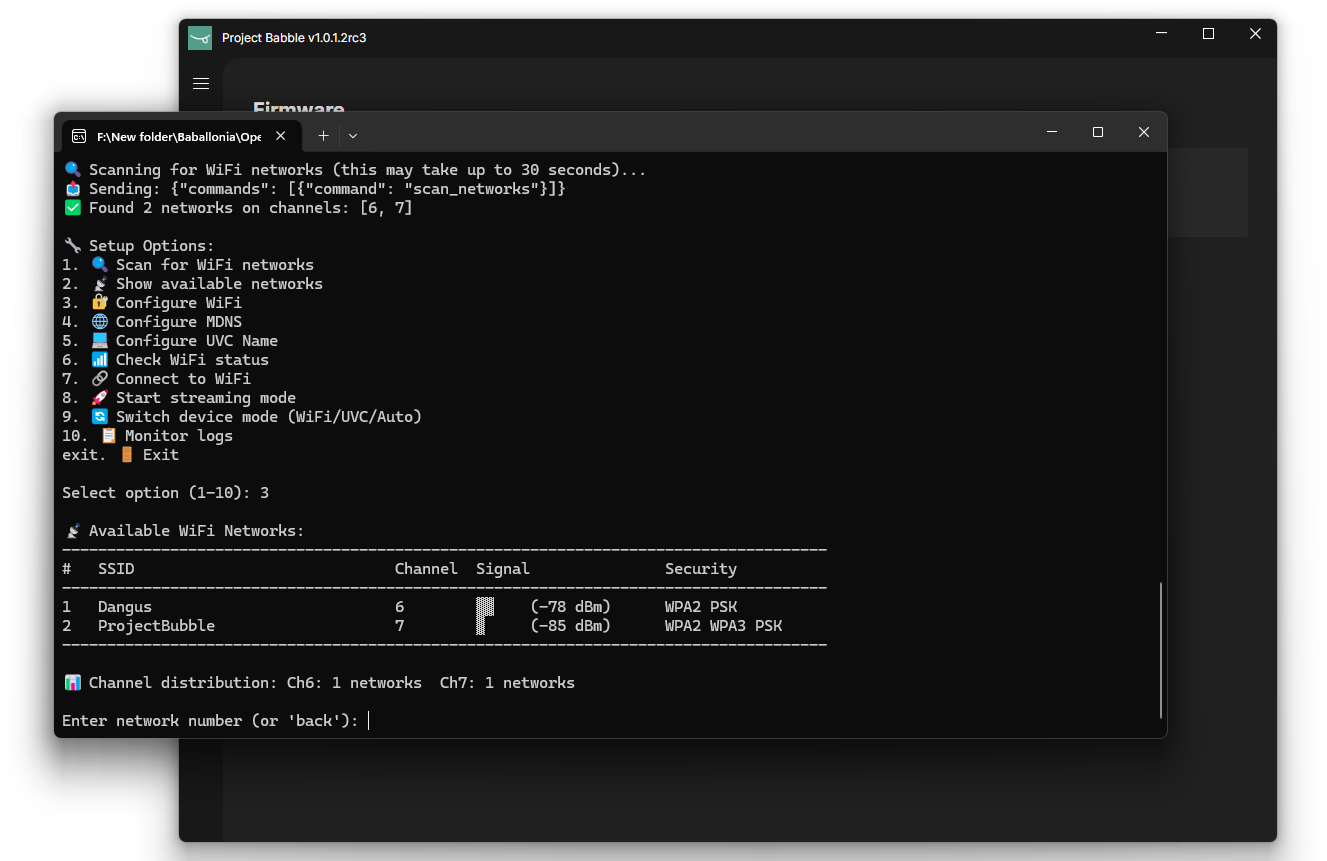 Project Babble v1.0.1.2rc3
Firmware
F:\New folder\Baballonia\Ope
Scanning for WiFi networks (this may take up to 30 seconds)...
Sending: {"commands": [{"command": "scan_networks"}]}
Found 2 networks on channels: [6, 7]
Setup Options:
1. Scan for WiFi networks
2. Show available networks
3. Configure WiFi
4. Configure MDNS
5. Configure UVC Name
6. Check WiFi status
7. Connect to WiFi
8. Start streaming mode
9. Switch device mode (WiFi/UVC/Auto)
10. Monitor logs
exit. Exit
Select option (1-10): 3
Available WiFi Networks:
--------------------------------------------------------------------------------
# SSID Channel Signal Security
--------------------------------------------------------------------------------
1 Dangus 6 (-78 dBm) WPA2 PSK
2 ProjectBubble 7 (-85 dBm) WPA2 WPA3 PSK
--------------------------------------------------------------------------------
Channel distribution: Ch6: 1 networks Ch7: 1 networks
Enter network number (or 'back'):